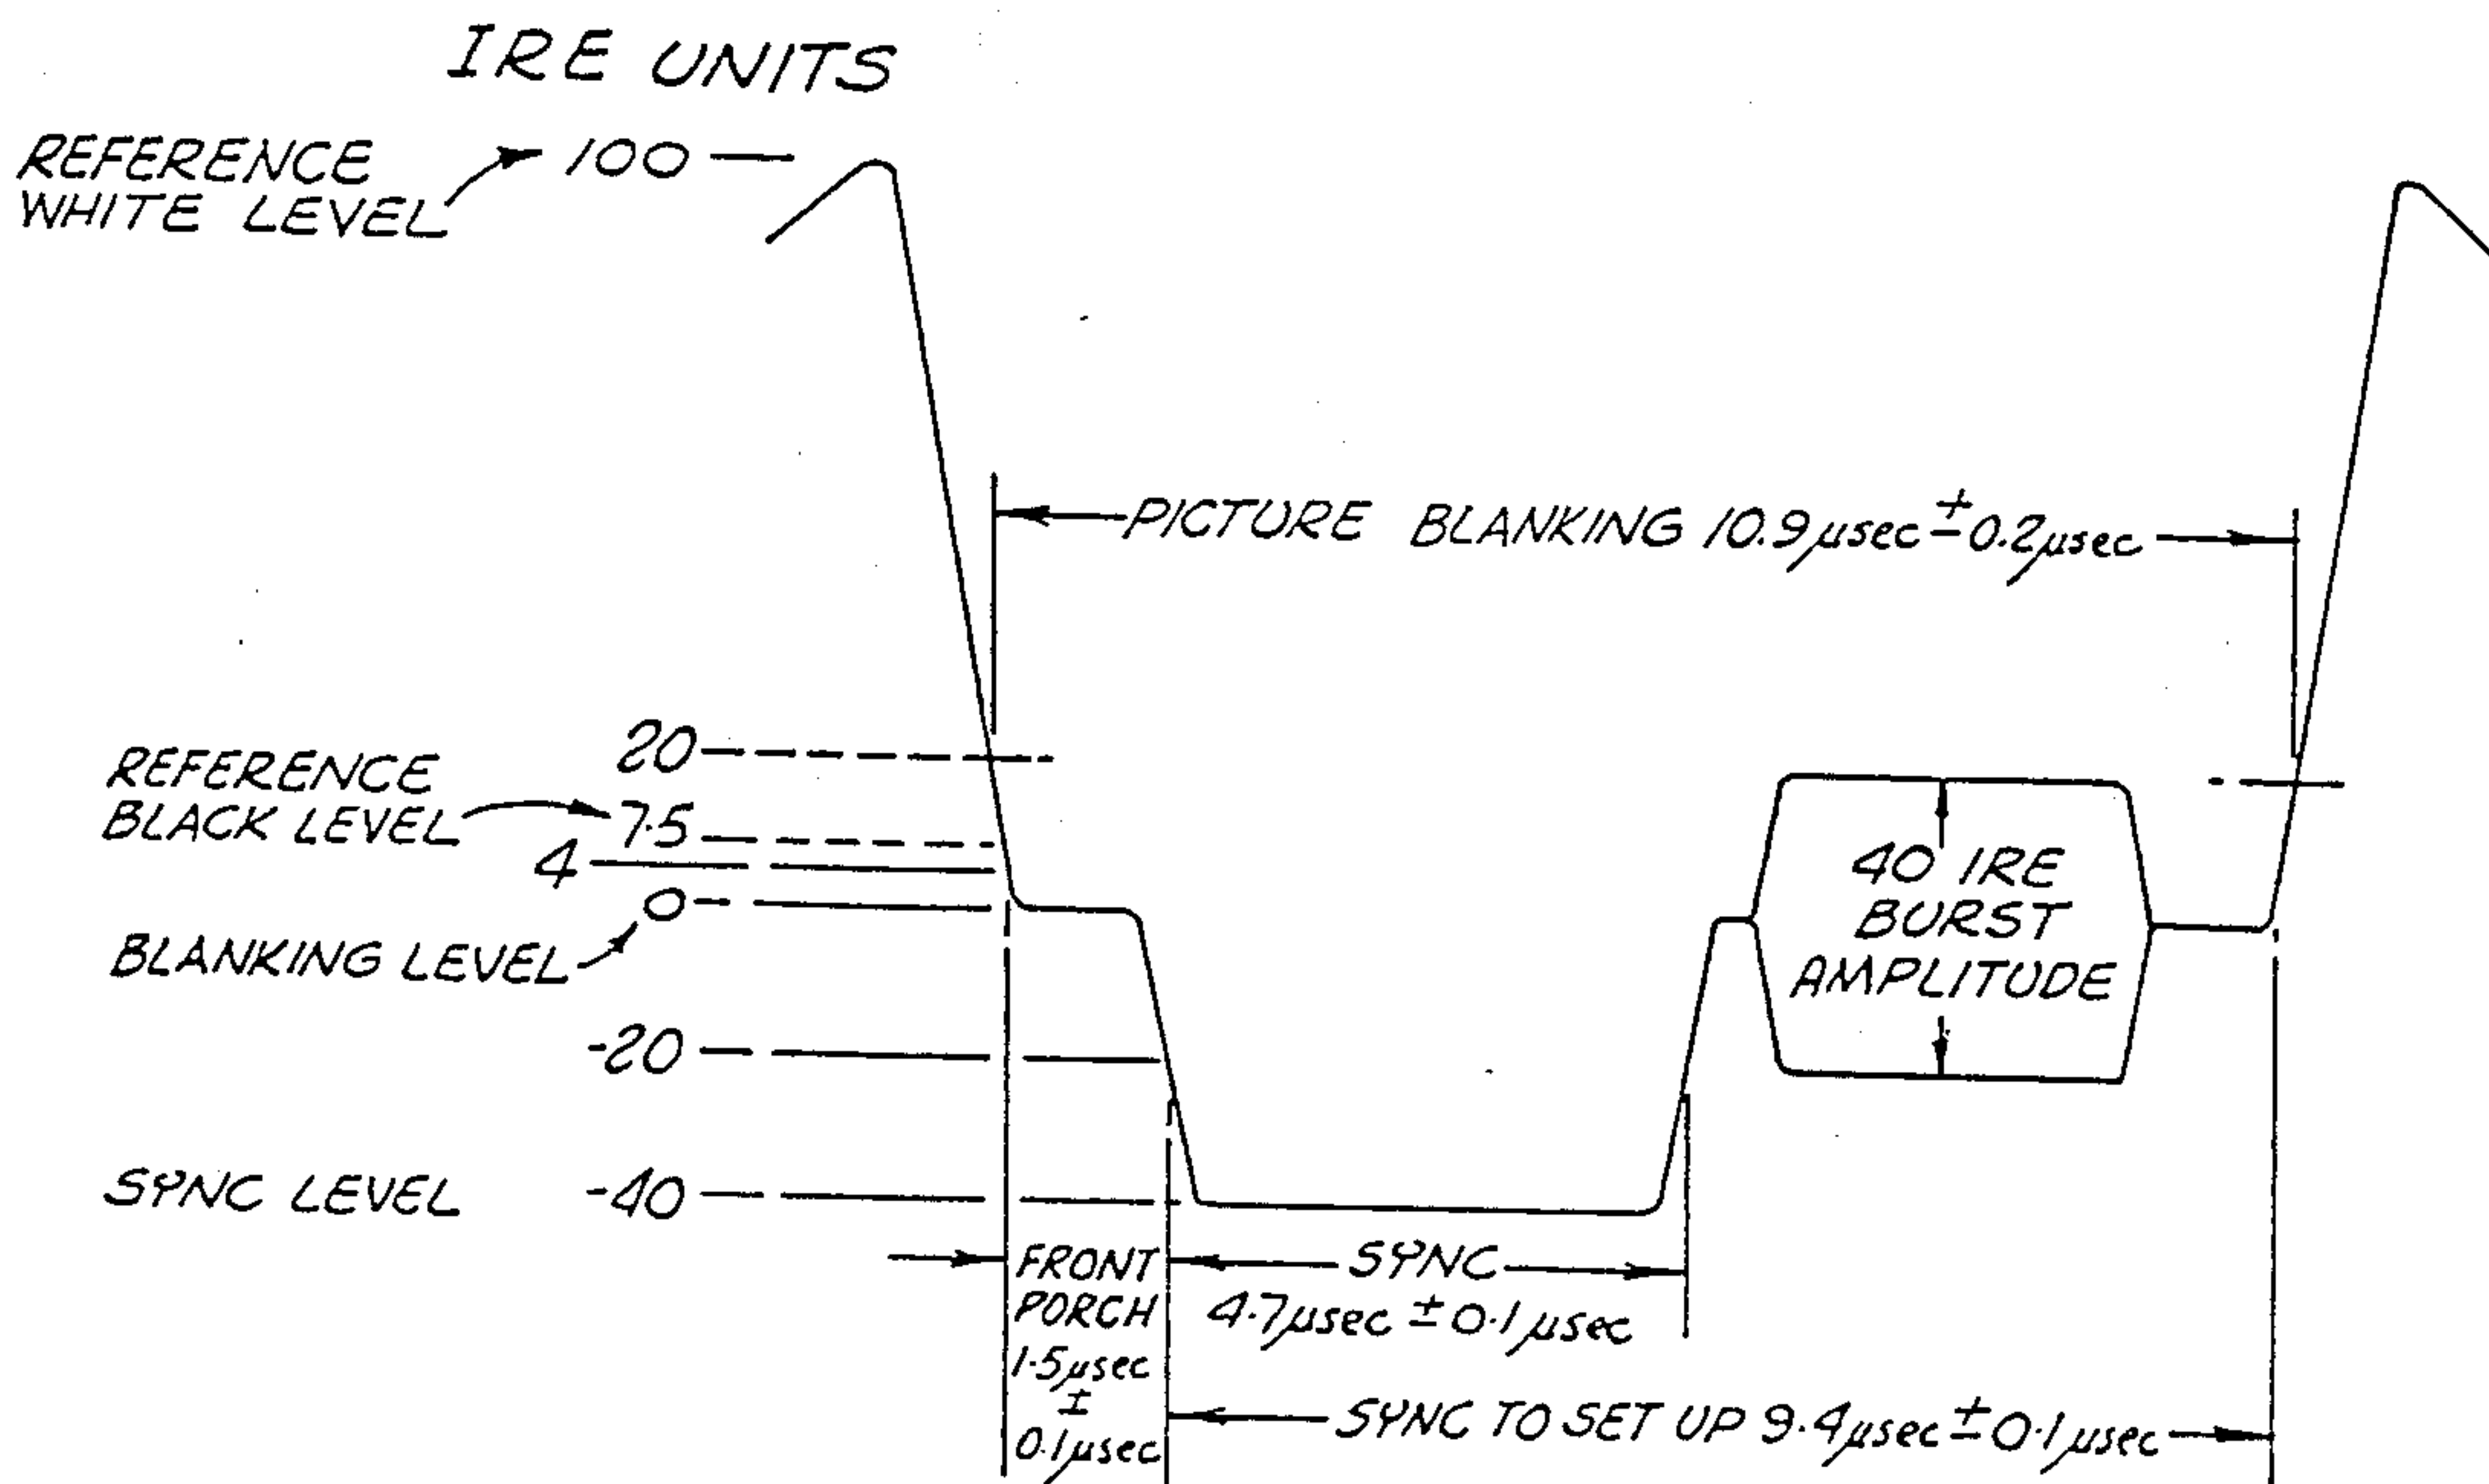 IRE UNITS
REFERENCE
WHITE LEVEL
100
PICTURE BLANKING 10.9µsec ±0.2µsec
20
REFERENCE
BLACK LEVEL
7.5
4
0
BLANKING LEVEL
40 IRE
BURST
AMPLITUDE
-20
SYNC LEVEL
-40
FRONT
PORCH
1.5µsec
±
0.1µsec
SYNC
4.7µsec ±0.1µsec
SYNC TO SET UP 9.4µsec ±0.1µsec